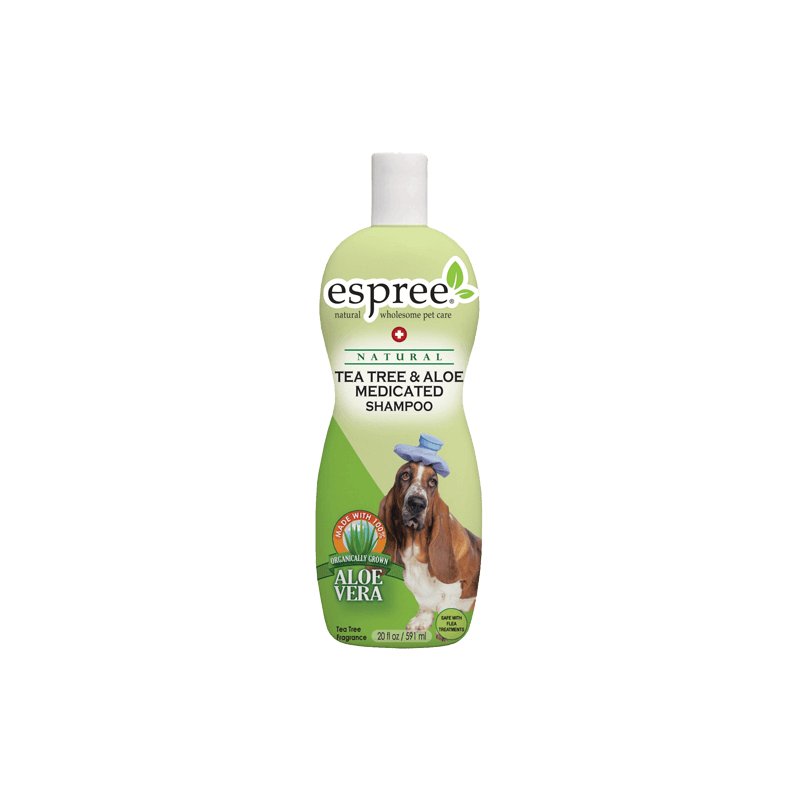 espree®
natural wholesome pet care
NATURAL
TEA TREE & ALOE
MEDICATED
SHAMPOO
MADE WITH 100%
ORGANICALLY GROWN
ALOE
VERA
Tea Tree
Fragrance
20 fl oz / 591 ml
SAFE WITH
FLEA
TREATMENTS